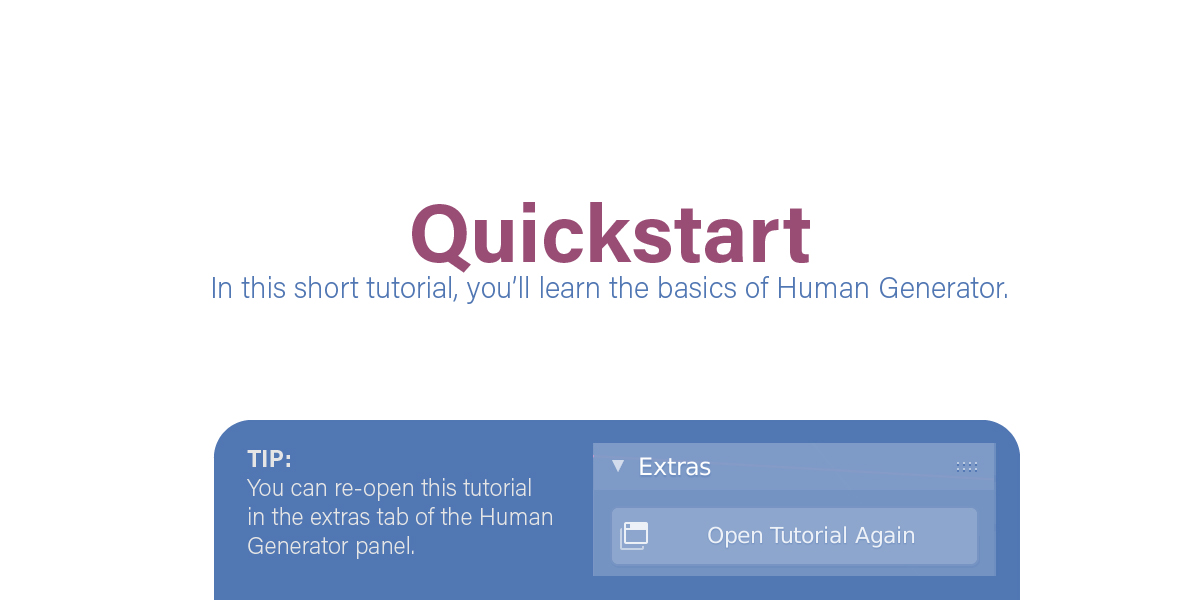 Quickstart
In this short tutorial, you’ll learn the basics of Human Generator.
TIP:
You can re-open this tutorial
in the extras tab of the Human
Generator panel.
Extras
Open Tutorial Again